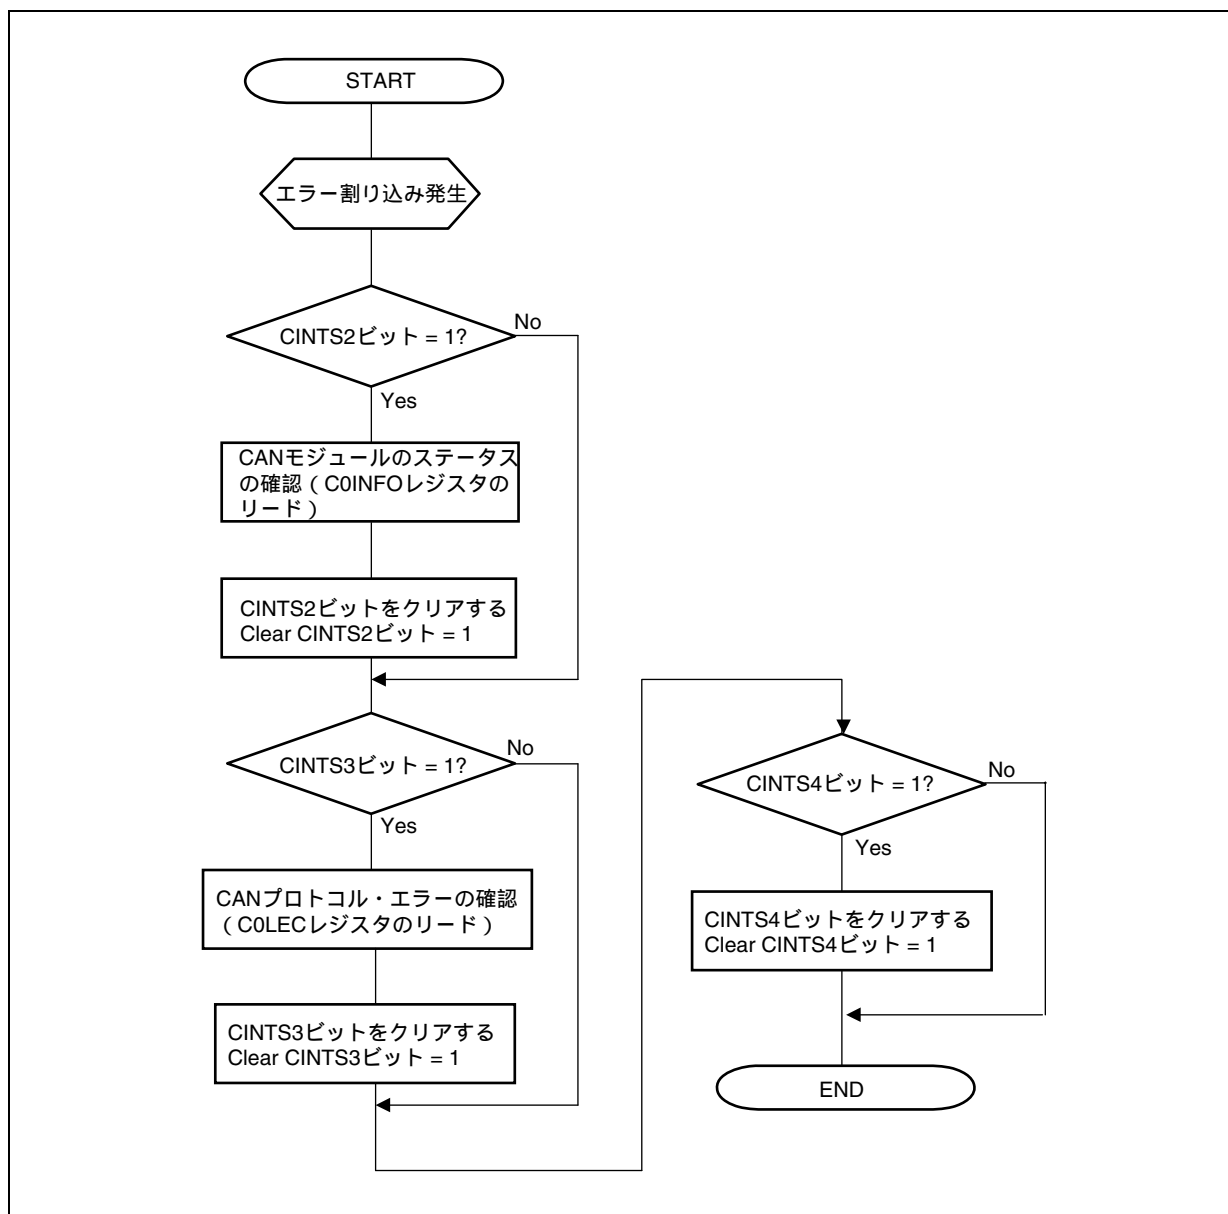 START
エラー割り込み発生
CINTS2ビット = 1?
No
Yes
CANモジュールのステータス
の確認（C0INFOレジスタの
リード）
CINTS2ビットをクリアする
Clear CINTS2ビット = 1
CINTS3ビット = 1?
No
Yes
CANプロトコル・エラーの確認
（C0LECレジスタのリード）
CINTS3ビットをクリアする
Clear CINTS3ビット = 1
CINTS4ビット = 1?
No
Yes
CINTS4ビットをクリアする
Clear CINTS4ビット = 1
END